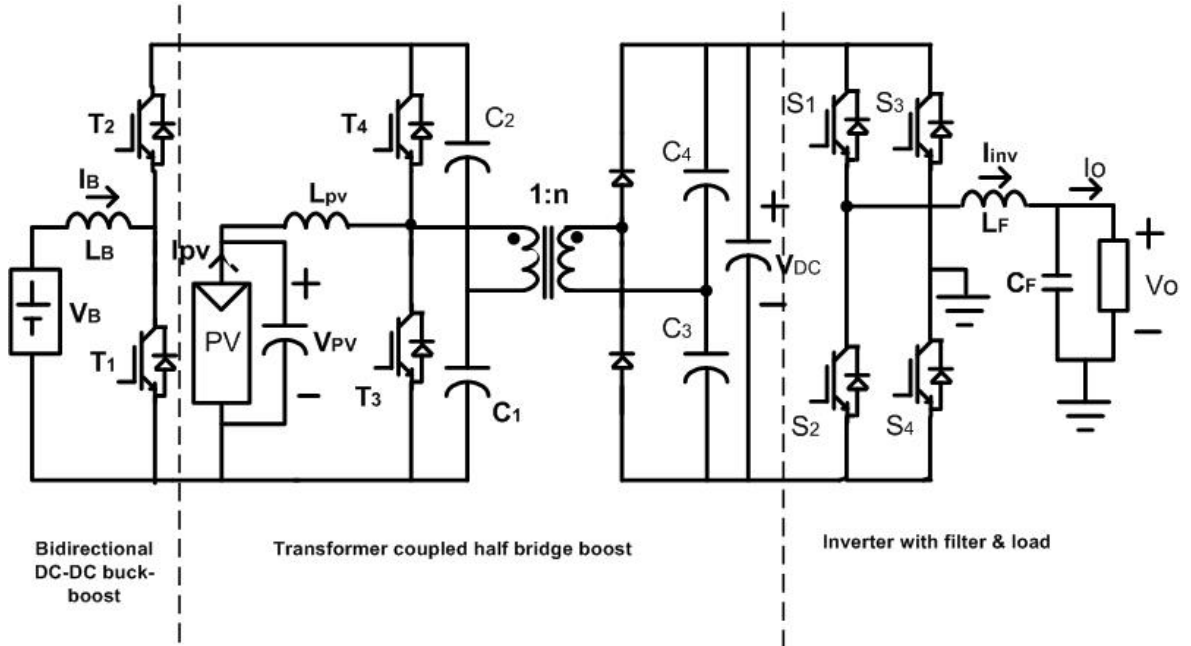 T2
T4
C2
S1
S3
IB
Lpv
1:n
C4
Iinv
Io
LB
LF
Ipv
+
+
VDC
+
VB
PV
VPV
−
CF
Vo
T1
C3
−
−
T3
C1
S2
S4
Bidirectional
DC-DC buck-
boost
Transformer coupled half bridge boost
Inverter with filter & load